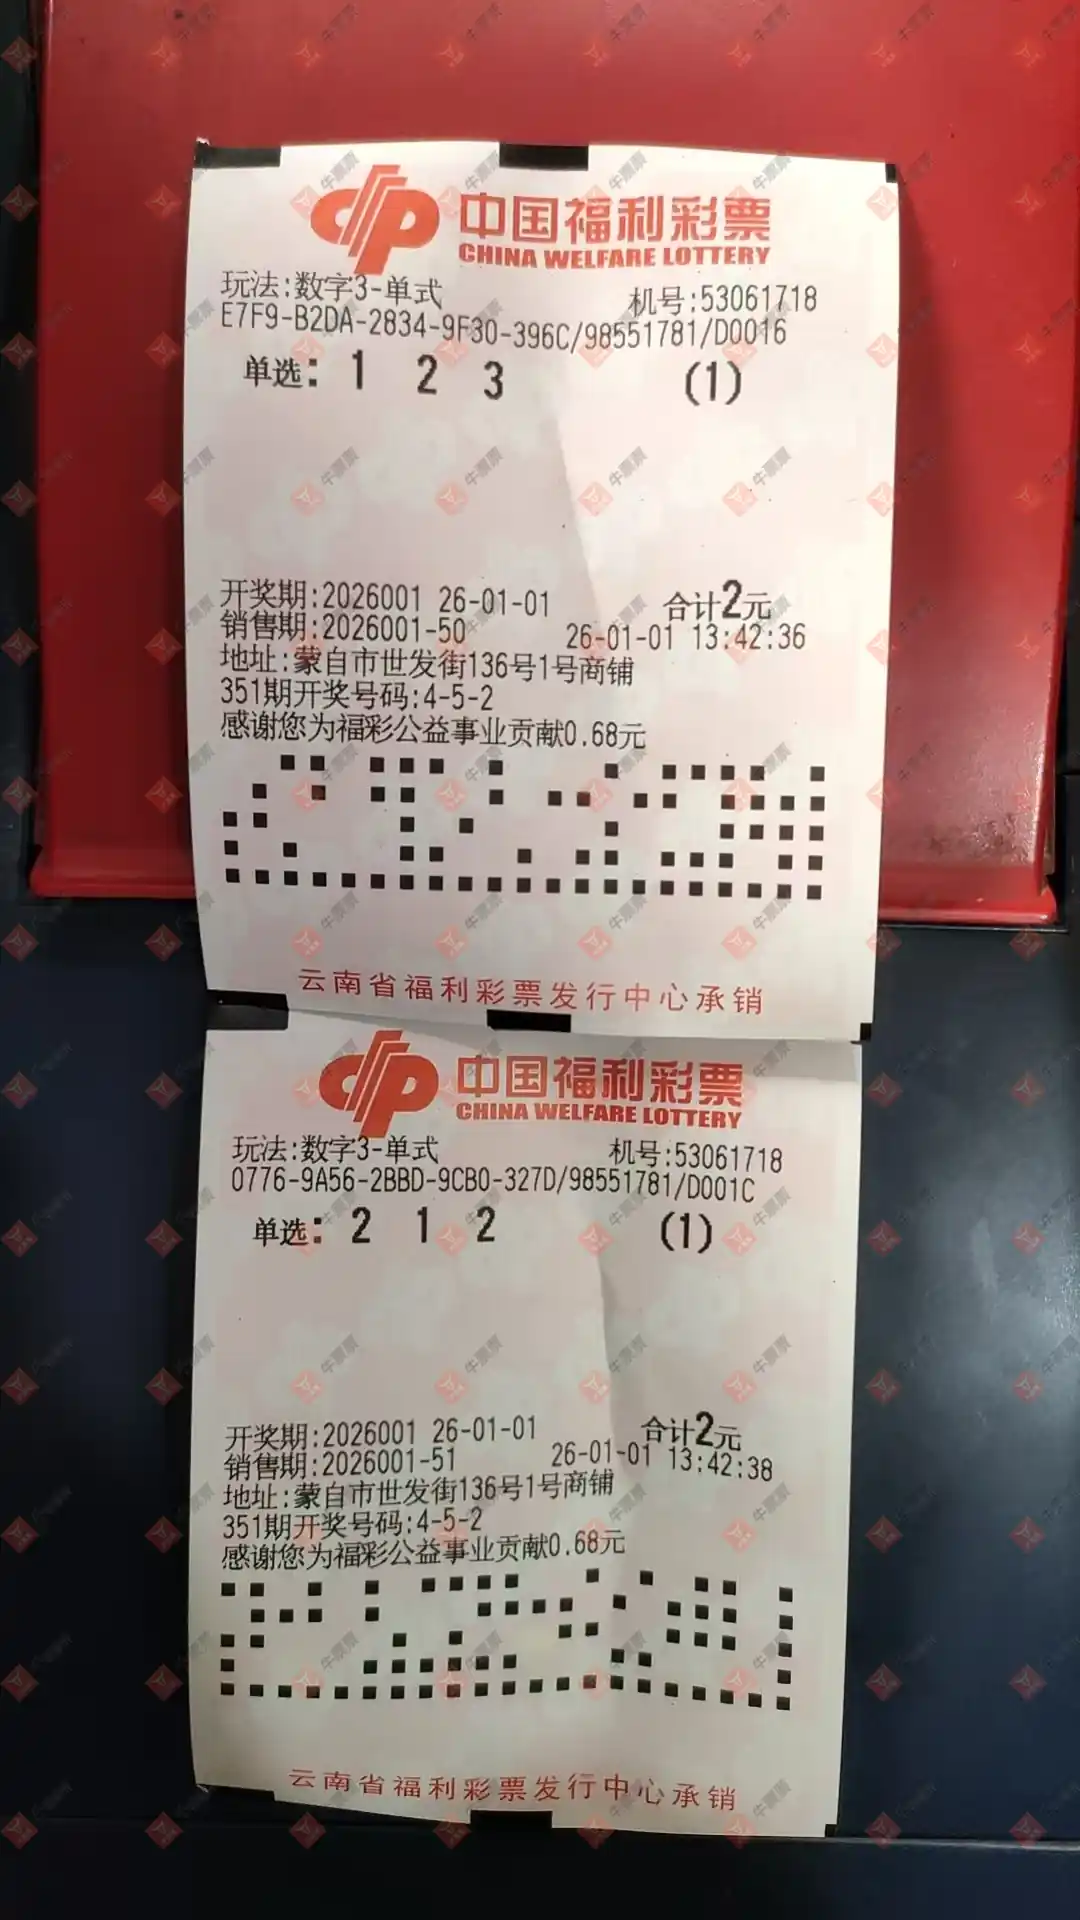 中国福利彩票
CHINA WELFARE LOTTERY
玩法:数字3-单式 机号:53061718
E7F9-B2DA-2834-9F30-396C/98551781/D0016
单选: 1 2 3 (1)
开奖期:2026001 26-01-01 合计2元
销售期:2026001-50 26-01-01 13:42:36
地址:蒙自市世发街136号1号商铺
351期开奖号码:4-5-2
感谢您为福彩公益事业贡献0.68元
云南省福利彩票发行中心承销
中国福利彩票
CHINA WELFARE LOTTERY
玩法:数字3-单式 机号:53061718
0776-9A56-2BBD-9CB0-327D/98551781/D001C
单选: 2 1 2 (1)
开奖期:2026001 26-01-01 合计2元
销售期:2026001-51 26-01-01 13:42:38
地址:蒙自市世发街136号1号商铺
351期开奖号码:4-5-2
感谢您为福彩公益事业贡献0.68元
云南省福利彩票发行中心承销
牛票票